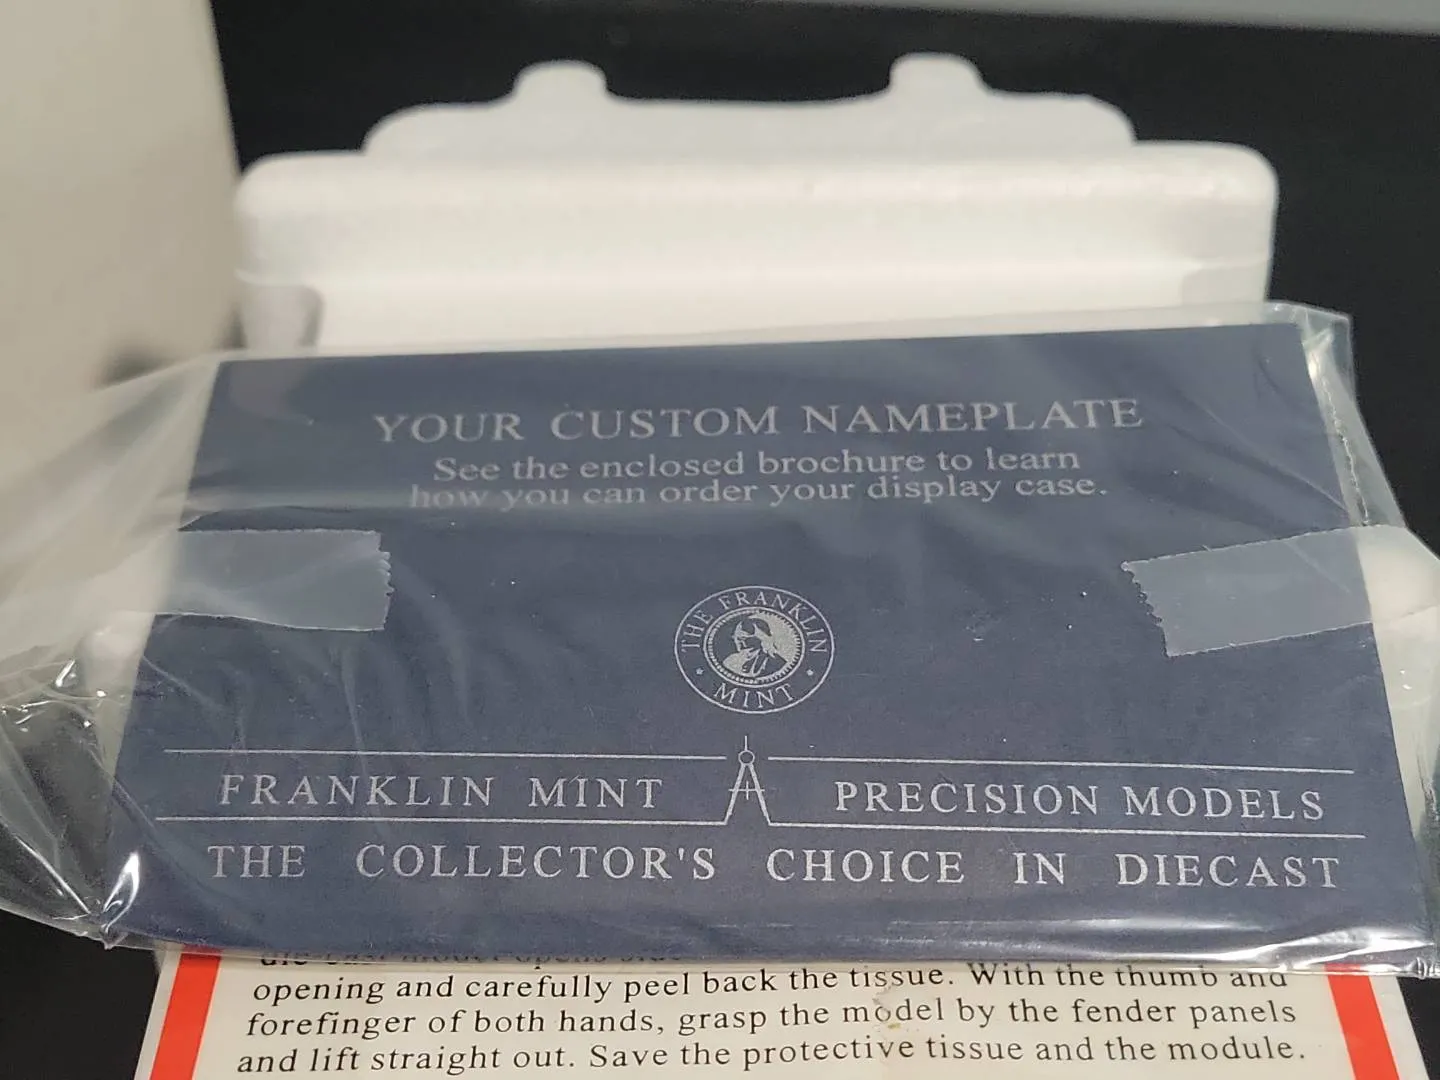 YOUR CUSTOM NAMEPLATE
See the enclosed brochure to learn
how you can order your display case.
THE FRANKLIN
MINT
FRANKLIN MINT PRECISION MODELS
THE COLLECTOR'S CHOICE IN DIECAST
opening and carefully peel back the tissue. With the thumb and
forefinger of both hands, grasp the model by the fender panels
and lift straight out. Save the protective tissue and the module.